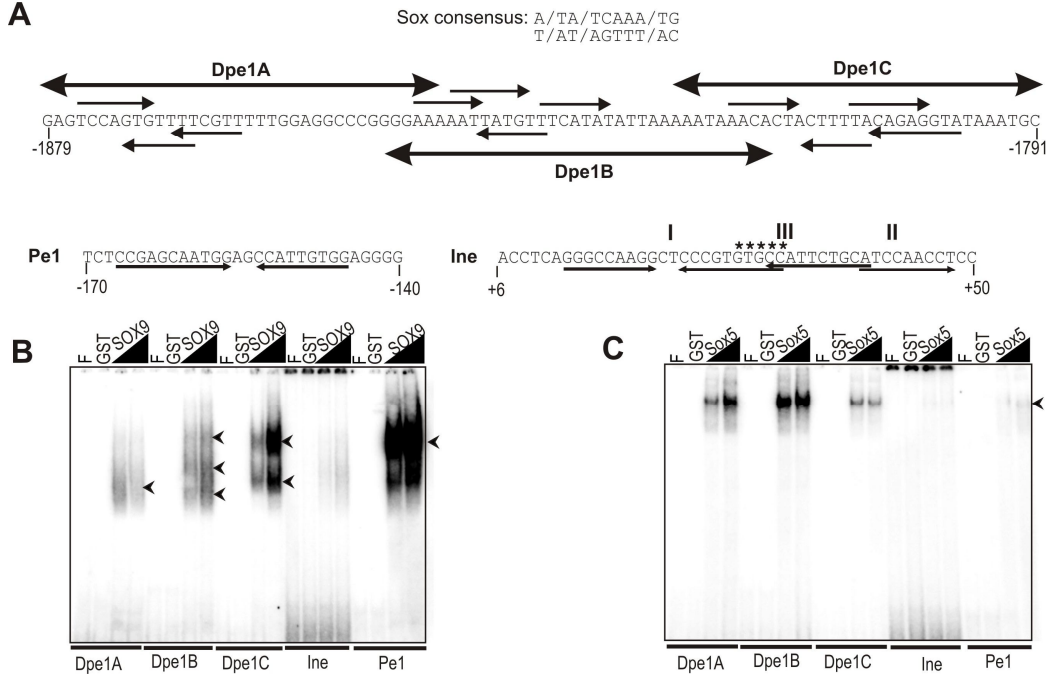 A
Sox consensus: A/TA/TCAAA/TG
T/AT/AGTTT/AC
Dpe1A
Dpe1C
GAGTCCAGTGTTTTCGTTTTTGGAGGCCCGGGGAAAAATTATGTTTCATATATTAAAAATAAACACTACTTTTACAGAGGTATAAATGC
-1879
-1791
Dpe1B
I III II
*****
Pe1 TCTCCGAGCAATGGAGCCATTGTGGAGGGG
Ine ACCTCAGGGCCAAGGCTCCCGTGTGCCATTCTGCATCCAACCTCC
-170 -140
+6 +50
B
F GST SOX9 F GST SOX9 F GST SOX9 F GST SOX9 F GST SOX9
Dpe1A Dpe1B Dpe1C Ine Pe1
C
F GST Sox5 F GST Sox5 F GST Sox5 F GST Sox5 F GST Sox5
Dpe1A Dpe1B Dpe1C Ine Pe1